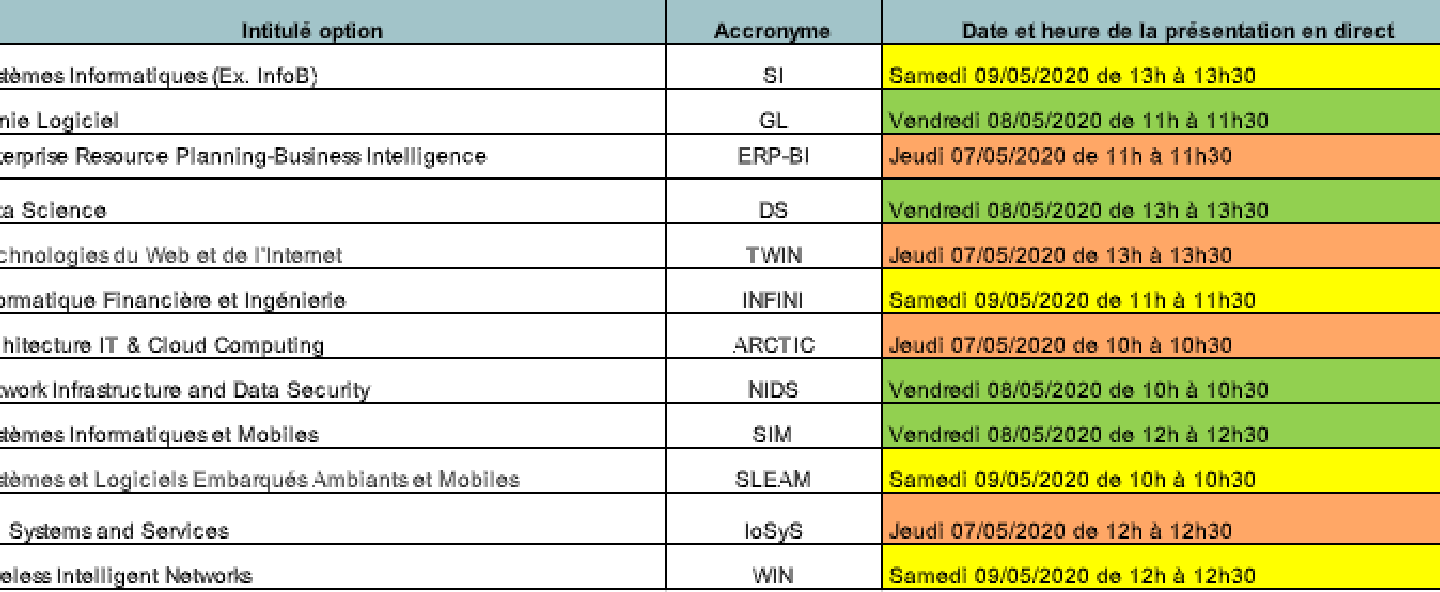 Intitulé option Accronyme Date et heure de la présentation en direct
stèmes Informatiques (Ex. InfoB) SI Samedi 09/05/2020 de 13h à 13h30
nie Logiciel GL Vendredi 08/05/2020 de 11h à 11h30
terprise Resource Planning-Business Intelligence ERP-BI Jeudi 07/05/2020 de 11h à 11h30
ta Science DS Vendredi 08/05/2020 de 13h à 13h30
chnologies du Web et de l'Internet TWIN Jeudi 07/05/2020 de 13h à 13h30
ormatique Financière et Ingénierie INFINI Samedi 09/05/2020 de 11h à 11h30
hitecture IT & Cloud Computing ARCTIC Jeudi 07/05/2020 de 10h à 10h30
twork Infrastructure and Data Security NIDS Vendredi 08/05/2020 de 10h à 10h30
stèmes Informatiques et Mobiles SIM Vendredi 08/05/2020 de 12h à 12h30
stèmes et Logiciels Embarqués Ambiants et Mobiles SLEAM Samedi 09/05/2020 de 10h à 10h30
Systems and Services IoSyS Jeudi 07/05/2020 de 12h à 12h30
eless Intelligent Networks WIN Samedi 09/05/2020 de 12h à 12h30